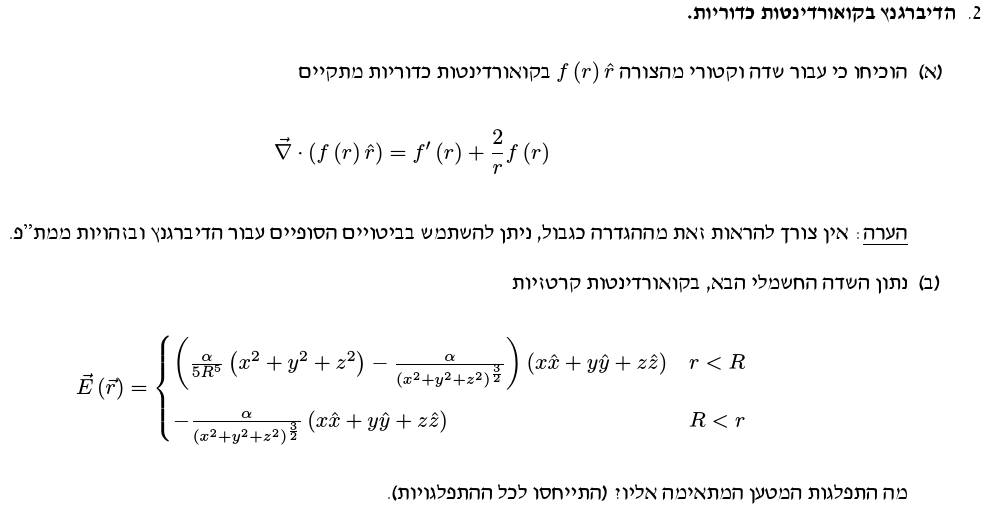 2. הדיברגנץ בקואורדינטות כדוריות.
(א) הוכיחו כי עבור שדה וקטורי מהצורה $f(r)\hat{r}$ בקואורדינטות כדוריות מתקיים
$\vec{\nabla} \cdot (f(r)\hat{r}) = f'(r) + \frac{2}{r}f(r)$
הערה: אין צורך להראות זאת מההגדרה כגבול, ניתן להשתמש בביטויים הסופיים עבור הדיברגנץ ובזהויות ממת"פ.
(ב) נתון השדה החשמלי הבא, בקואורדינטות קרטזיות
$\vec{E}(\vec{r}) = \begin{cases} \left(\frac{\alpha}{5R^5}(x^2+y^2+z^2) - \frac{\alpha}{(x^2+y^2+z^2)^{\frac{3}{2}}}\right)(x\hat{x}+y\hat{y}+z\hat{z}) & r < R \\ -\frac{\alpha}{(x^2+y^2+z^2)^{\frac{3}{2}}}(x\hat{x}+y\hat{y}+z\hat{z}) & R < r \end{cases}$
מה התפלגות המטען המתאימה אליו? (התייחסו לכל ההתפלגויות).